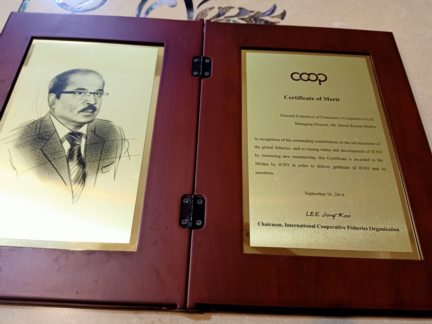 coop
Certificate of Merit
National Federation of Fishermen's Cooperatives Ltd.
Managing Director, Mr. Kumar Mishra
In recognition of his outstanding contributions to the advancement of
the global fisheries, and in raising status and development of ICFO
by increasing new membership, this Certificate is awarded to Mr.
Mishra by ICFO in order to deliver gratitude of ICFO and its
members.
September 16, 2014
LEE Jong-Koo
Chairman, International Cooperative Fisheries Organization